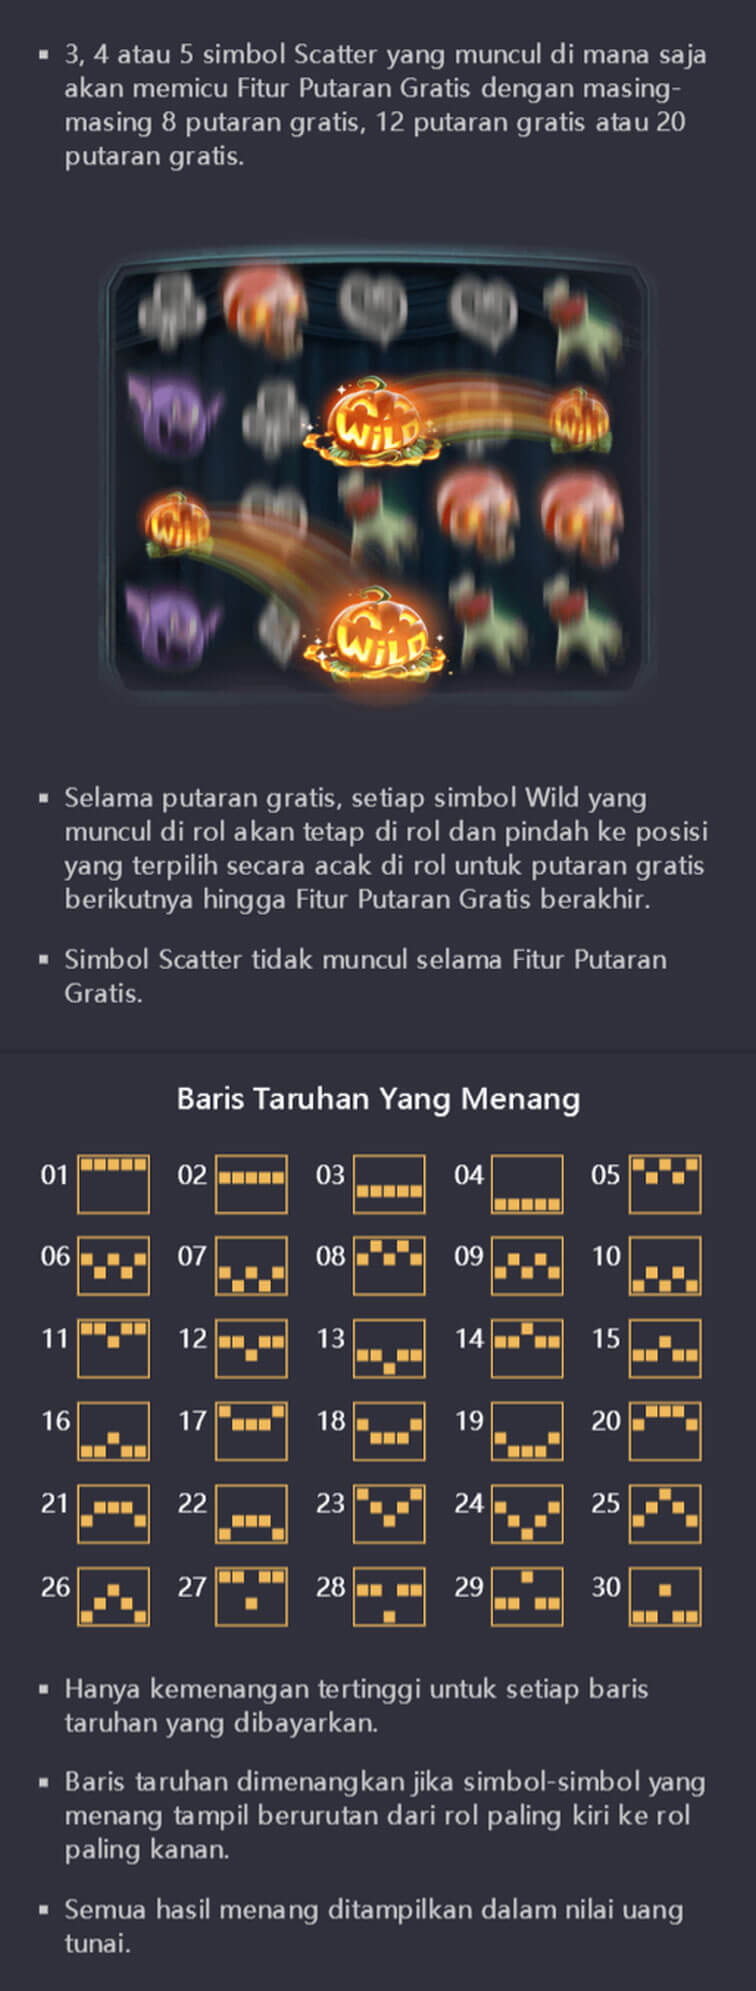 3, 4 atau 5 simbol Scatter yang muncul di mana saja
akan memicu Fitur Putaran Gratis dengan masing-
masing 8 putaran gratis, 12 putaran gratis atau 20
putaran gratis.
WiLD
WiLD
WiLD
WiLD
Selama putaran gratis, setiap simbol Wild yang
muncul di rol akan tetap di rol dan pindah ke posisi
yang terpilih secara acak di rol untuk putaran gratis
berikutnya hingga Fitur Putaran Gratis berakhir.
Simbol Scatter tidak muncul selama Fitur Putaran
Gratis.
Baris Taruhan Yang Menang
01 02 03 04 05
06 07 08 09 10
11 12 13 14 15
16 17 18 19 20
21 22 23 24 25
26 27 28 29 30
Hanya kemenangan tertinggi untuk setiap baris
taruhan yang dibayarkan.
Baris taruhan dimenangkan jika simbol-simbol yang
menang tampil berurutan dari rol paling kiri ke rol
paling kanan.
Semua hasil menang ditampilkan dalam nilai uang
tunai.